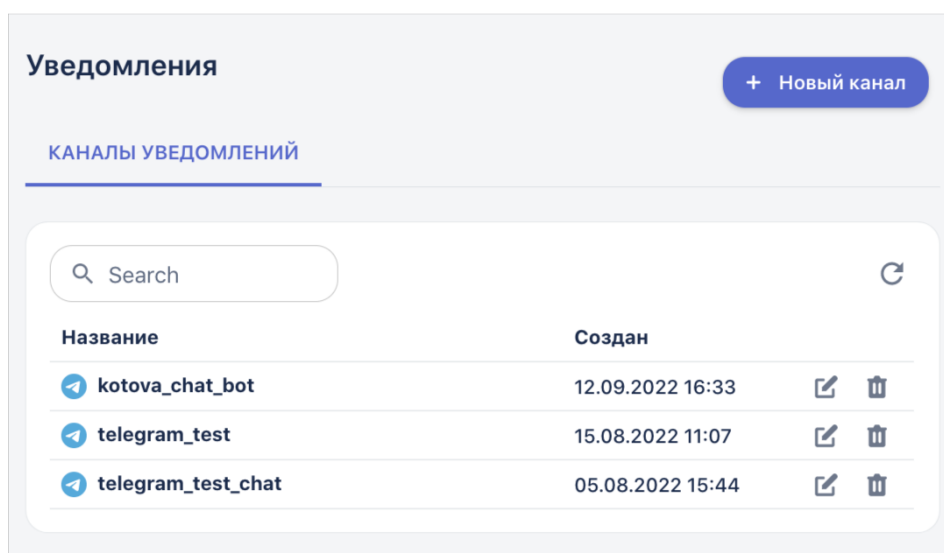 Уведомления
+ Новый канал
КАНАЛЫ УВЕДОМЛЕНИЙ
Search
Название Создан
kotova_chat_bot 12.09.2022 16:33
telegram_test 15.08.2022 11:07
telegram_test_chat 05.08.2022 15:44